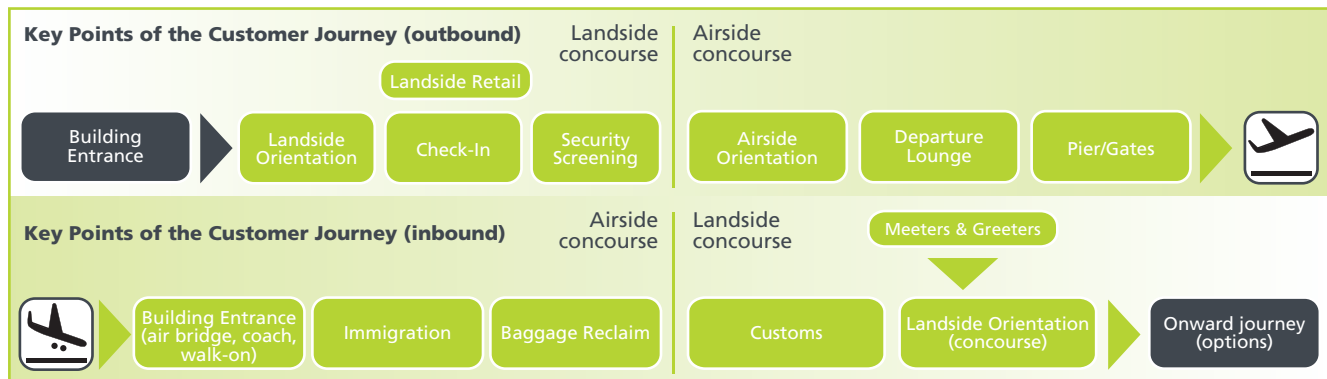 Key Points of the Customer Journey (outbound)
Landside
concourse
Airside
concourse
Landside Retail
Building
Entrance
Landside
Orientation
Check-In
Security
Screening
Airside
Orientation
Departure
Lounge
Pier/Gates
Key Points of the Customer Journey (inbound)
Airside
concourse
Landside
concourse
Meeters & Greeters
Building Entrance
(air bridge, coach,
walk-on)
Immigration
Baggage Reclaim
Customs
Landside Orientation
(concourse)
Onward journey
(options)